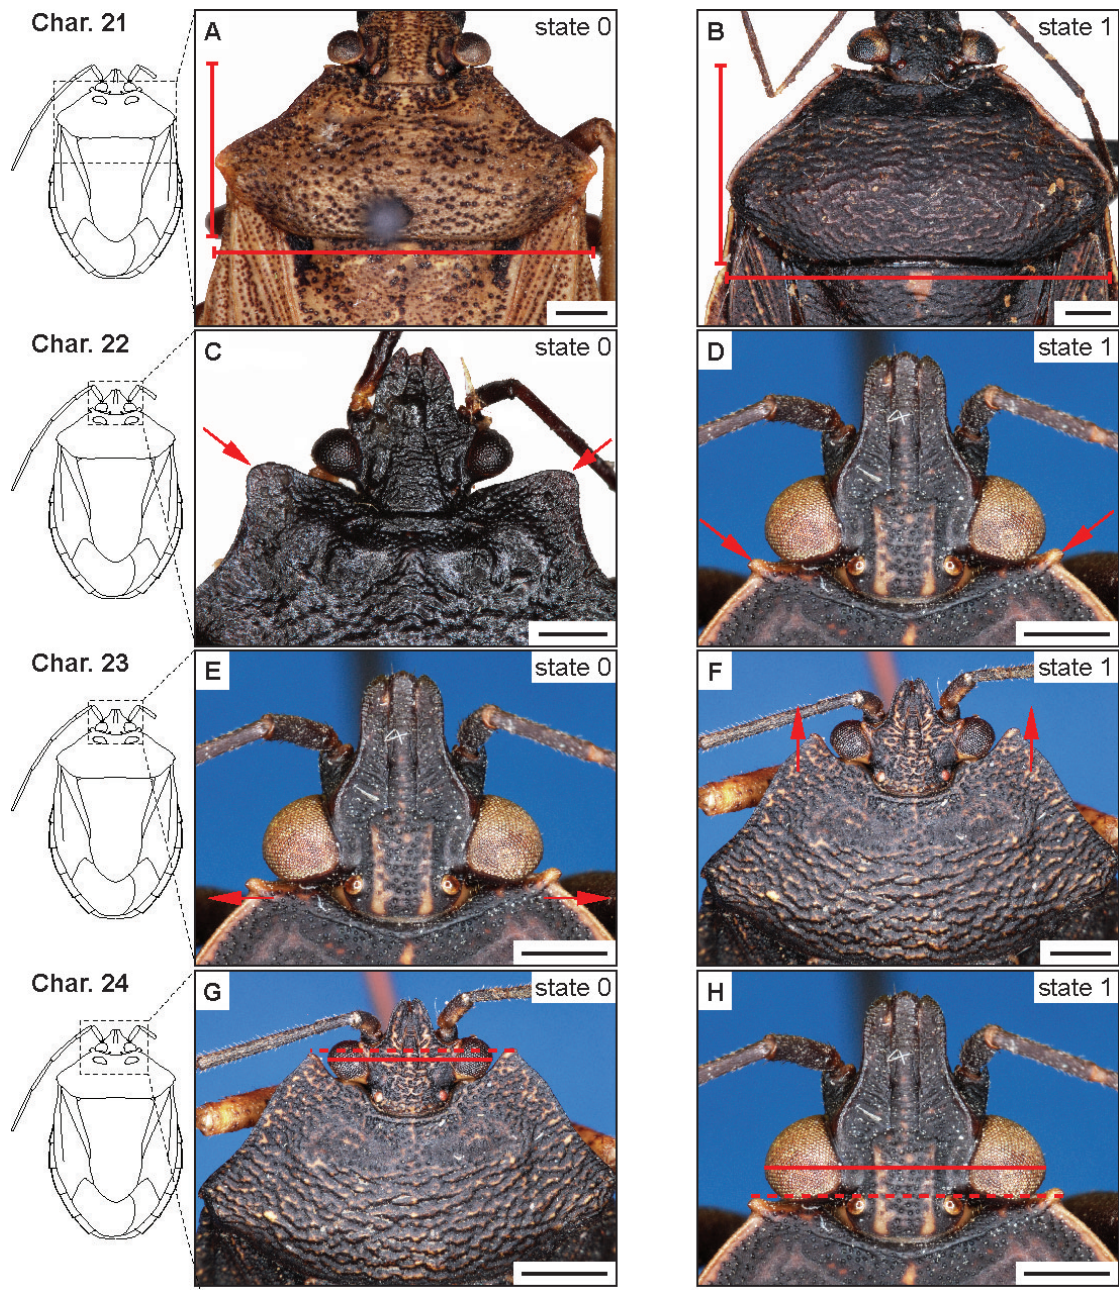 Char. 21
A state 0
B state 1
Char. 22
C state 0
D state 1
Char. 23
E state 0
F state 1
Char. 24
G state 0
H state 1